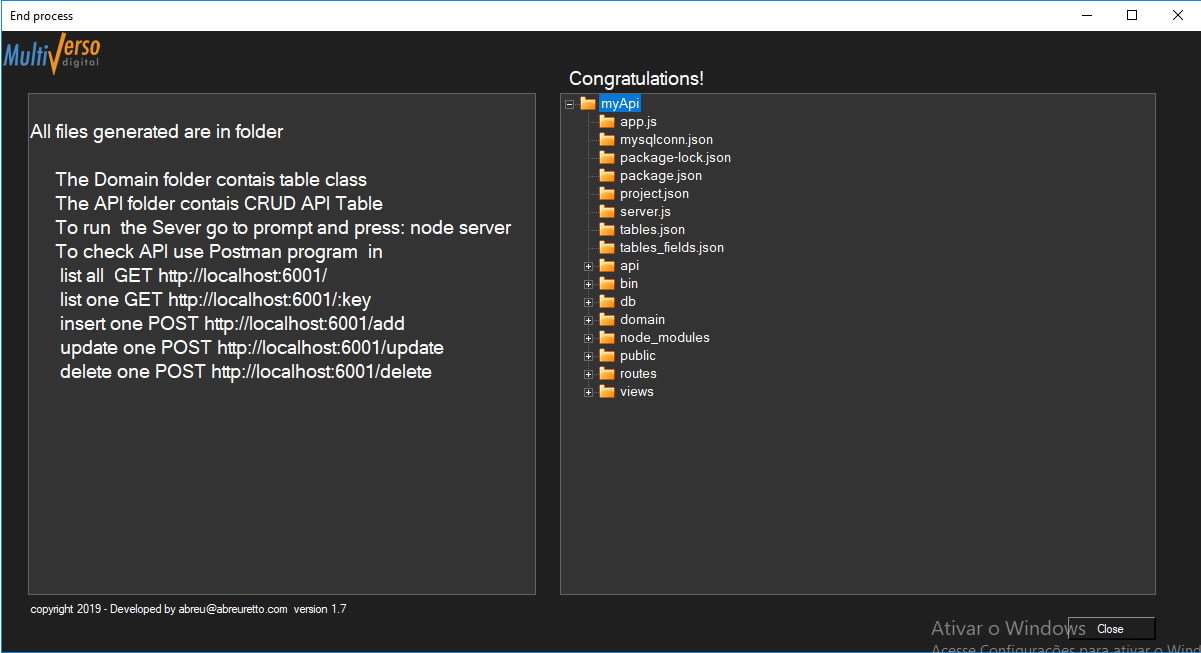 End process
MultiVerso
digital
Congratulations!
All files generated are in folder
The Domain folder contais table class
The API folder contais CRUD API Table
To run the Sever go to prompt and press: node server
To check API use Postman program in
list all GET http://localhost:6001/
list one GET http://localhost:6001/:key
insert one POST http://localhost:6001/add
update one POST http://localhost:6001/update
delete one POST http://localhost:6001/delete
myApi
app.js
mysqlconn.json
package-lock.json
package.json
project.json
server.js
tables.json
tables_fields.json
api
bin
db
domain
node_modules
public
routes
views
copyright 2019 - Developed by abreu@abreuretto.com version 1.7
Ativar o Windows
Close
Acesse Configurações para ativar o Wind